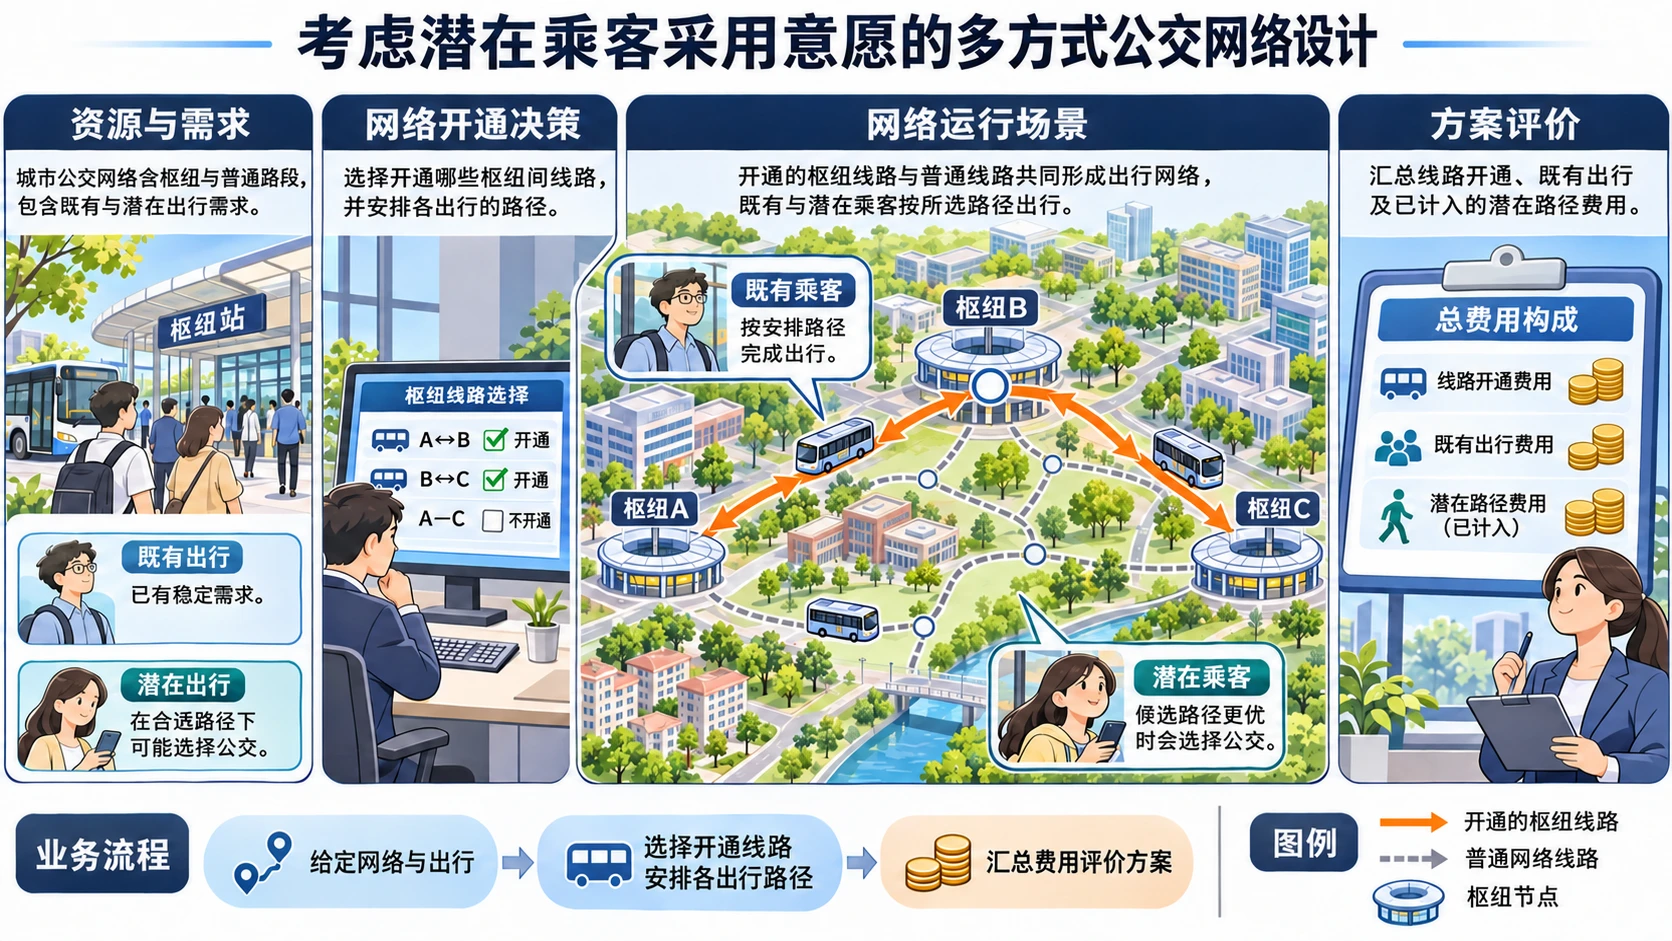 考虑潜在乘客采用意愿的多方式公交网络设计
资源与需求
城市公交网络含枢纽与普通路段，
包含既有与潜在出行需求。
枢纽站
既有出行
已有稳定需求。
潜在出行
在合适路径下
可能选择公交。
网络开通决策
选择开通哪些枢纽间线路，
并安排各出行的路径。
枢纽线路选择
A↔B 开通
B↔C 开通
A—C 不开通
网络运行场景
开通的枢纽线路与普通线路共同形成出行网络，
既有与潜在乘客按所选路径出行。
既有乘客
按安排路径
完成出行。
枢纽B
枢纽A
枢纽C
潜在乘客
候选路径更优
时会选择公交。
方案评价
汇总线路开通、既有出行
及已计入的潜在路径费用。
总费用构成
线路开通费用
既有出行费用
潜在路径费用
（已计入）
业务流程
给定网络与出行
选择开通线路
安排各出行路径
汇总费用评价方案
图例
开通的枢纽线路
普通网络线路
枢纽节点